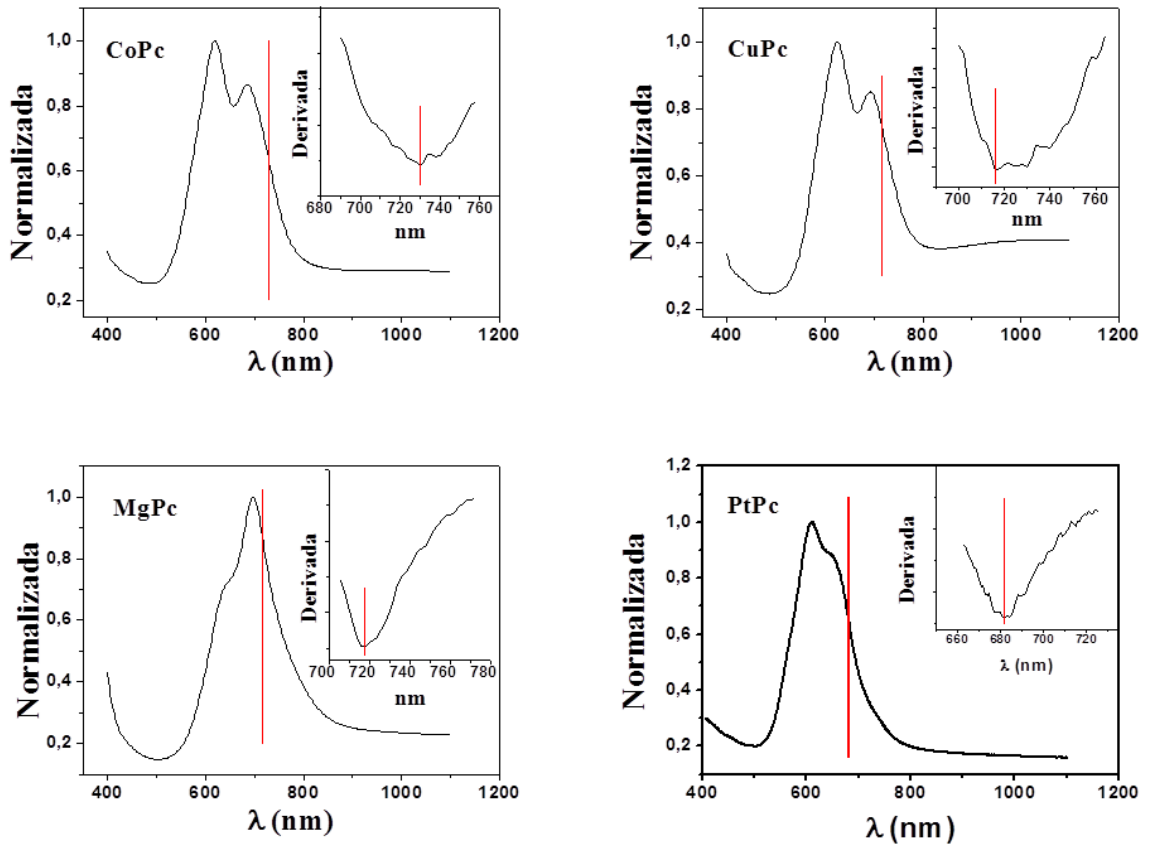 CoPc
Normalizada
1,0
0,8
0,6
0,4
0,2
400 600 800 1000 1200
λ (nm)
Derivada
680 700 720 740 760
nm
CuPc
Normalizada
1,0
0,8
0,6
0,4
0,2
400 600 800 1000 1200
λ (nm)
Derivada
700 720 740 760
nm
MgPc
Normalizada
1,0
0,8
0,6
0,4
0,2
400 600 800 1000 1200
λ (nm)
Derivada
700 720 740 760 780
nm
PtPc
Normalizada
1,2
1,0
0,8
0,6
0,4
0,2
400 600 800 1000 1200
λ (nm)
Derivada
660 680 700 720
λ (nm)